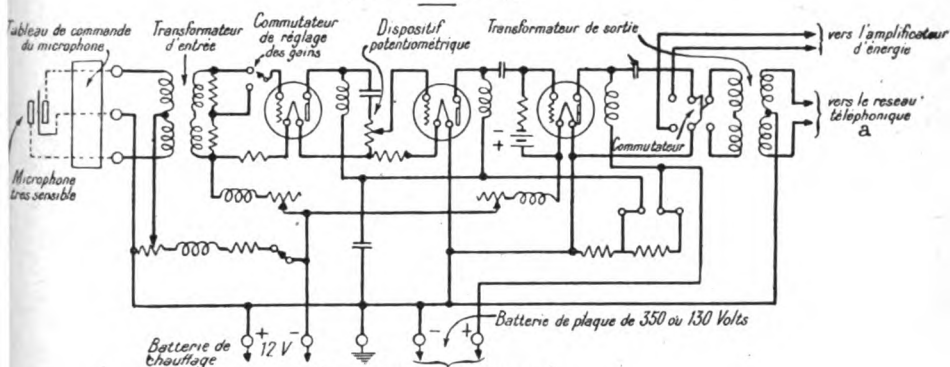 Tableau de commande
du microphone
Transformateur
d'entrée
Commutateur
de réglage
des gains
Dispositif
potentiométrique
Transformateur de sortie
vers l'amplificateur
d'énergie
vers le reseau
téléphonique
a
Commutateur
- +
Microphone
très sensible
Batterie de
chauffage
+ 12 V -
- +
Batterie de plaque de 350 ou 130 Volts